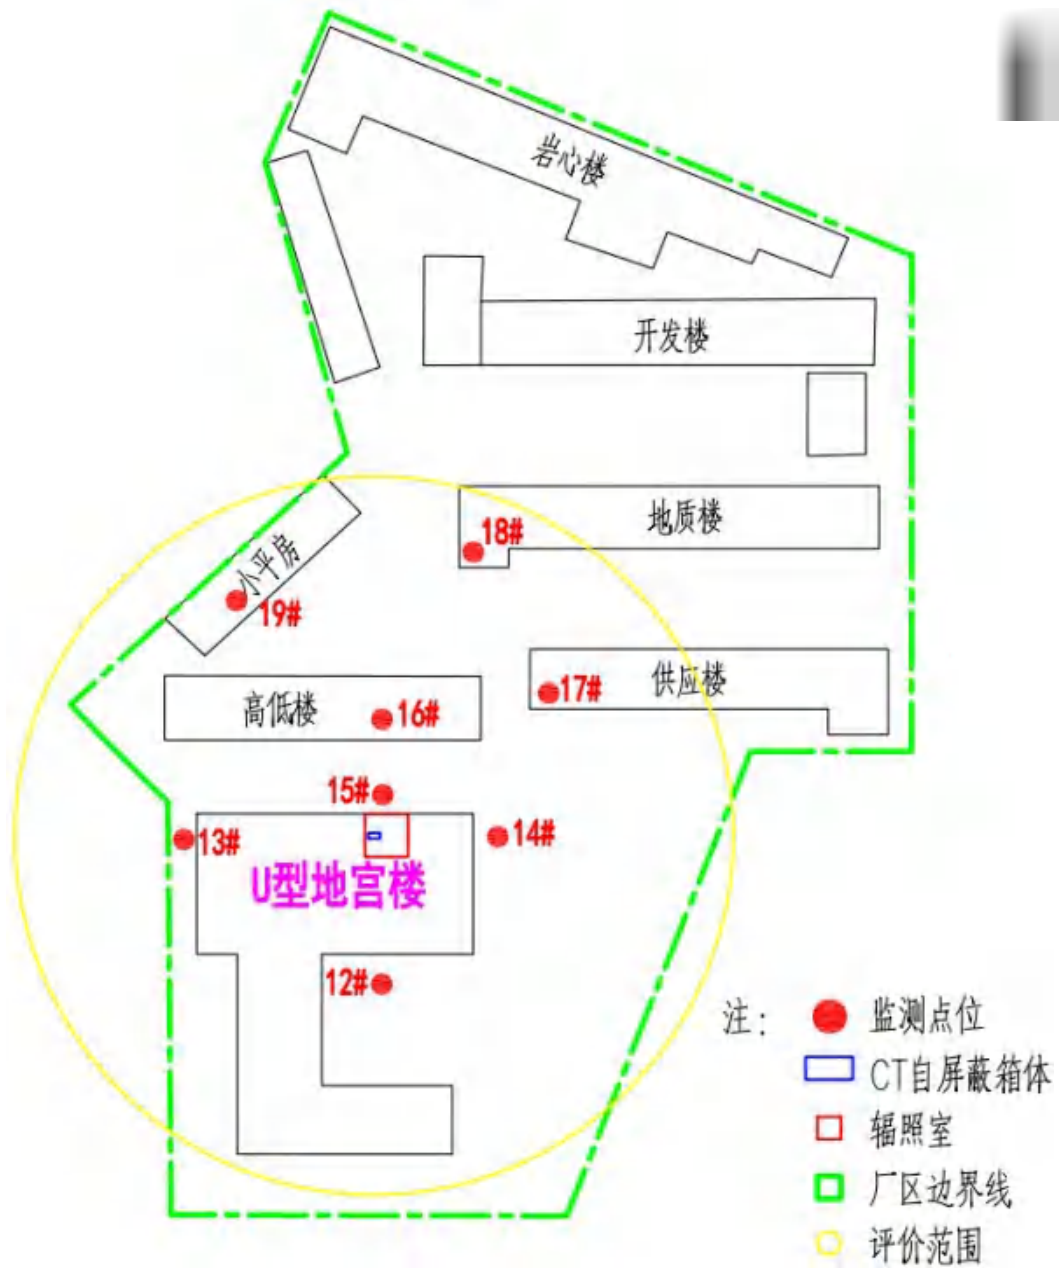 岩心楼
开发楼
地质楼
18#
小平房
19#
供应楼
17#
高低楼
16#
15#
13#
14#
U型地宫楼
12#
注：
监测点位
CT自屏蔽箱体
辐照室
厂区边界线
评价范围